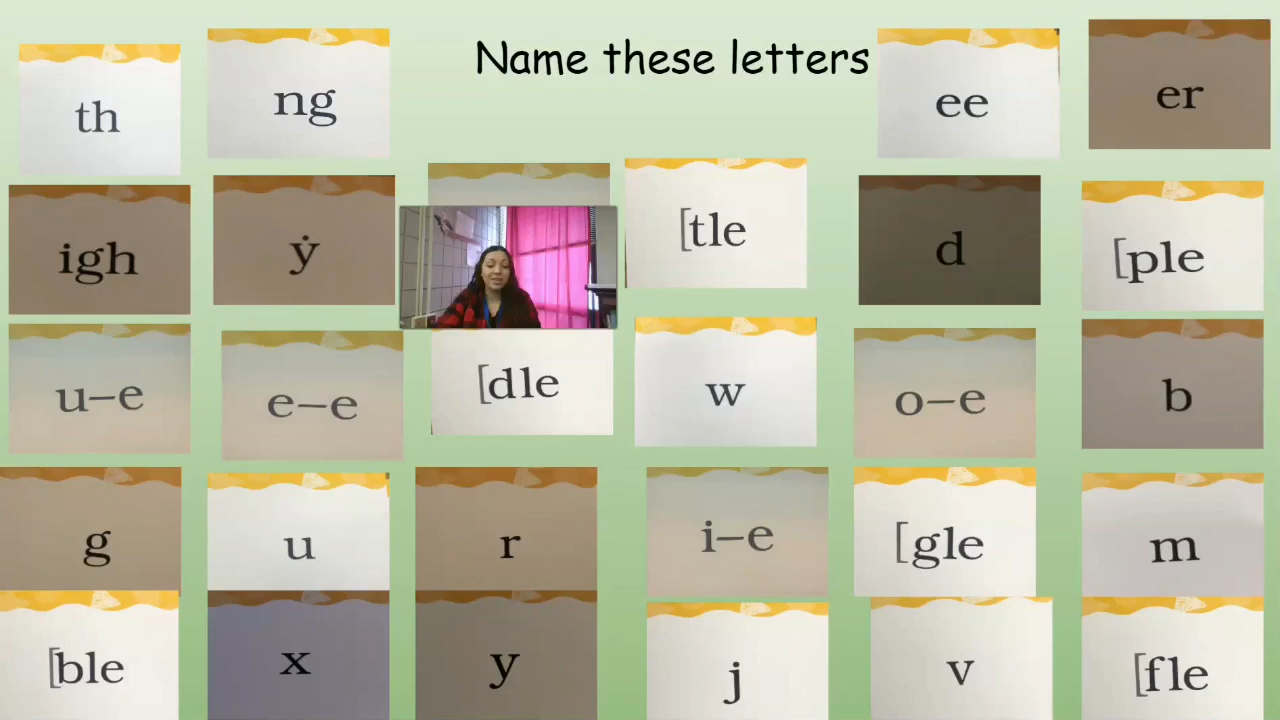 Name these letters
th
ng
ee
er
igh
ẏ
[tle
d
[ple
u–e
e–e
[dle
w
o–e
b
g
u
r
i–e
[gle
m
[ble
x
y
j
v
[fle